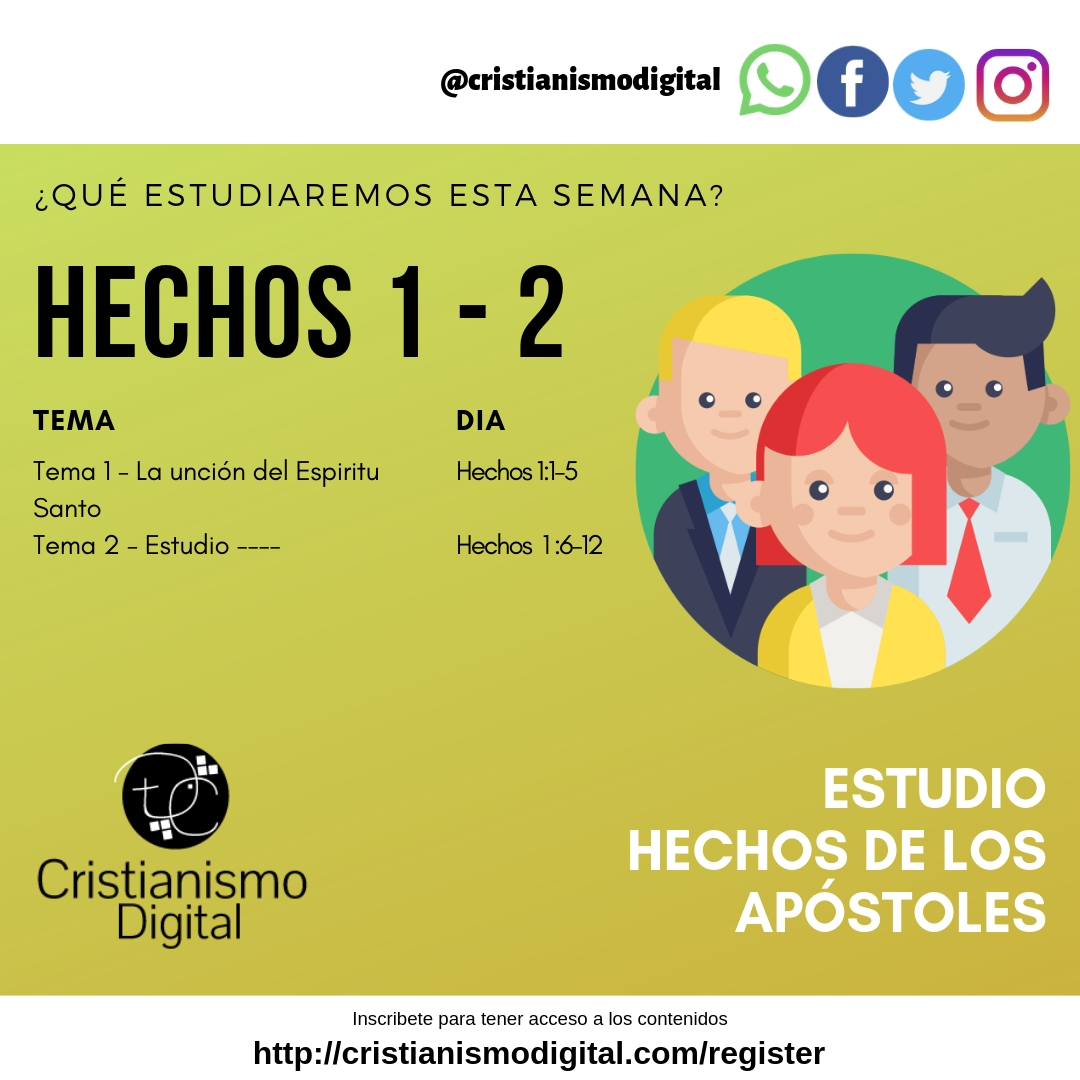 @cristianismodigital
¿QUÉ ESTUDIAREMOS ESTA SEMANA?
HECHOS 1 - 2
TEMA
Tema 1 - La unción del Espiritu
Santo
Tema 2 - Estudio ----
DIA
Hechos 1:1-5
Hechos 1:6-12
Cristianismo
Digital
ESTUDIO
HECHOS DE LOS
APÓSTOLES
Inscribete para tener acceso a los contenidos
http://cristianismodigital.com/register